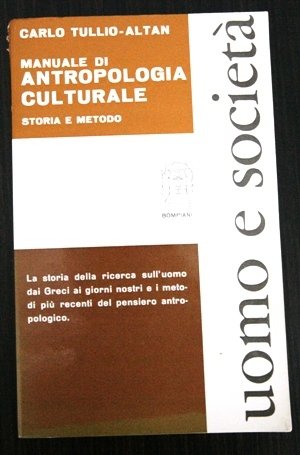 CARLO TULLIO-ALTAN
MANUALE DI
ANTROPOLOGIA
CULTURALE
STORIA E METODO
uomo e società
BOMPIANI
La storia della ricerca sull'uomo
dai Greci ai giorni nostri e i meto-
di più recenti del pensiero antro-
pologico.